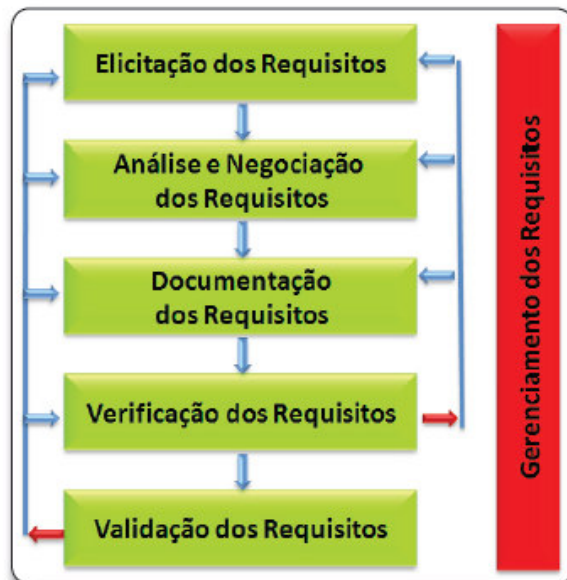 Elicitação dos Requisitos
Análise e Negociação
dos Requisitos
Documentação
dos Requisitos
Verificação dos Requisitos
Validação dos Requisitos
Gerenciamento dos Requisitos